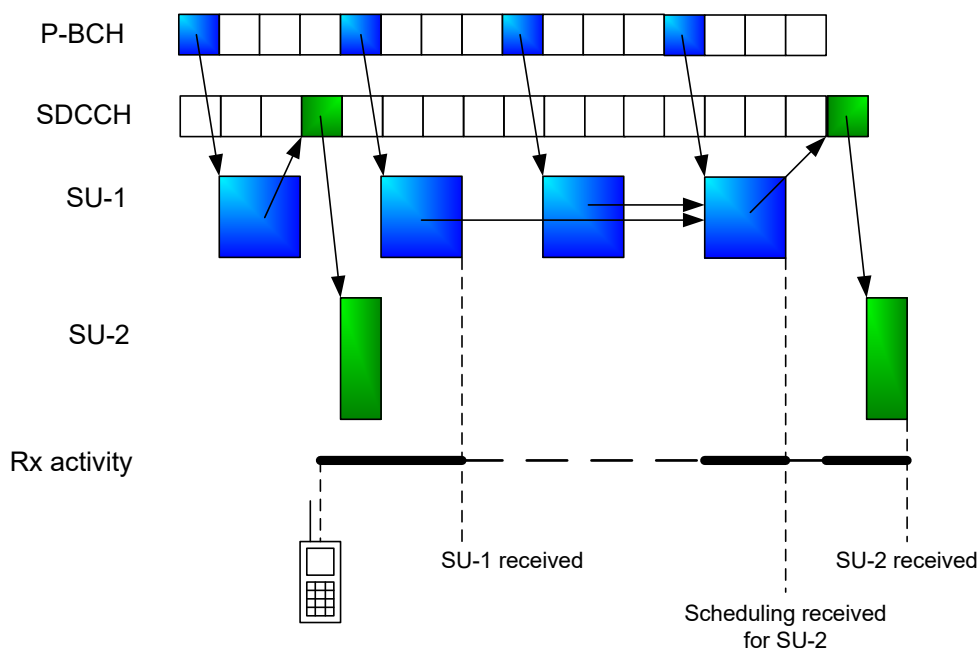 P-BCH
SDCCH
SU-1
SU-2
Rx activity
SU-1 received
SU-2 received
Scheduling received
for SU-2